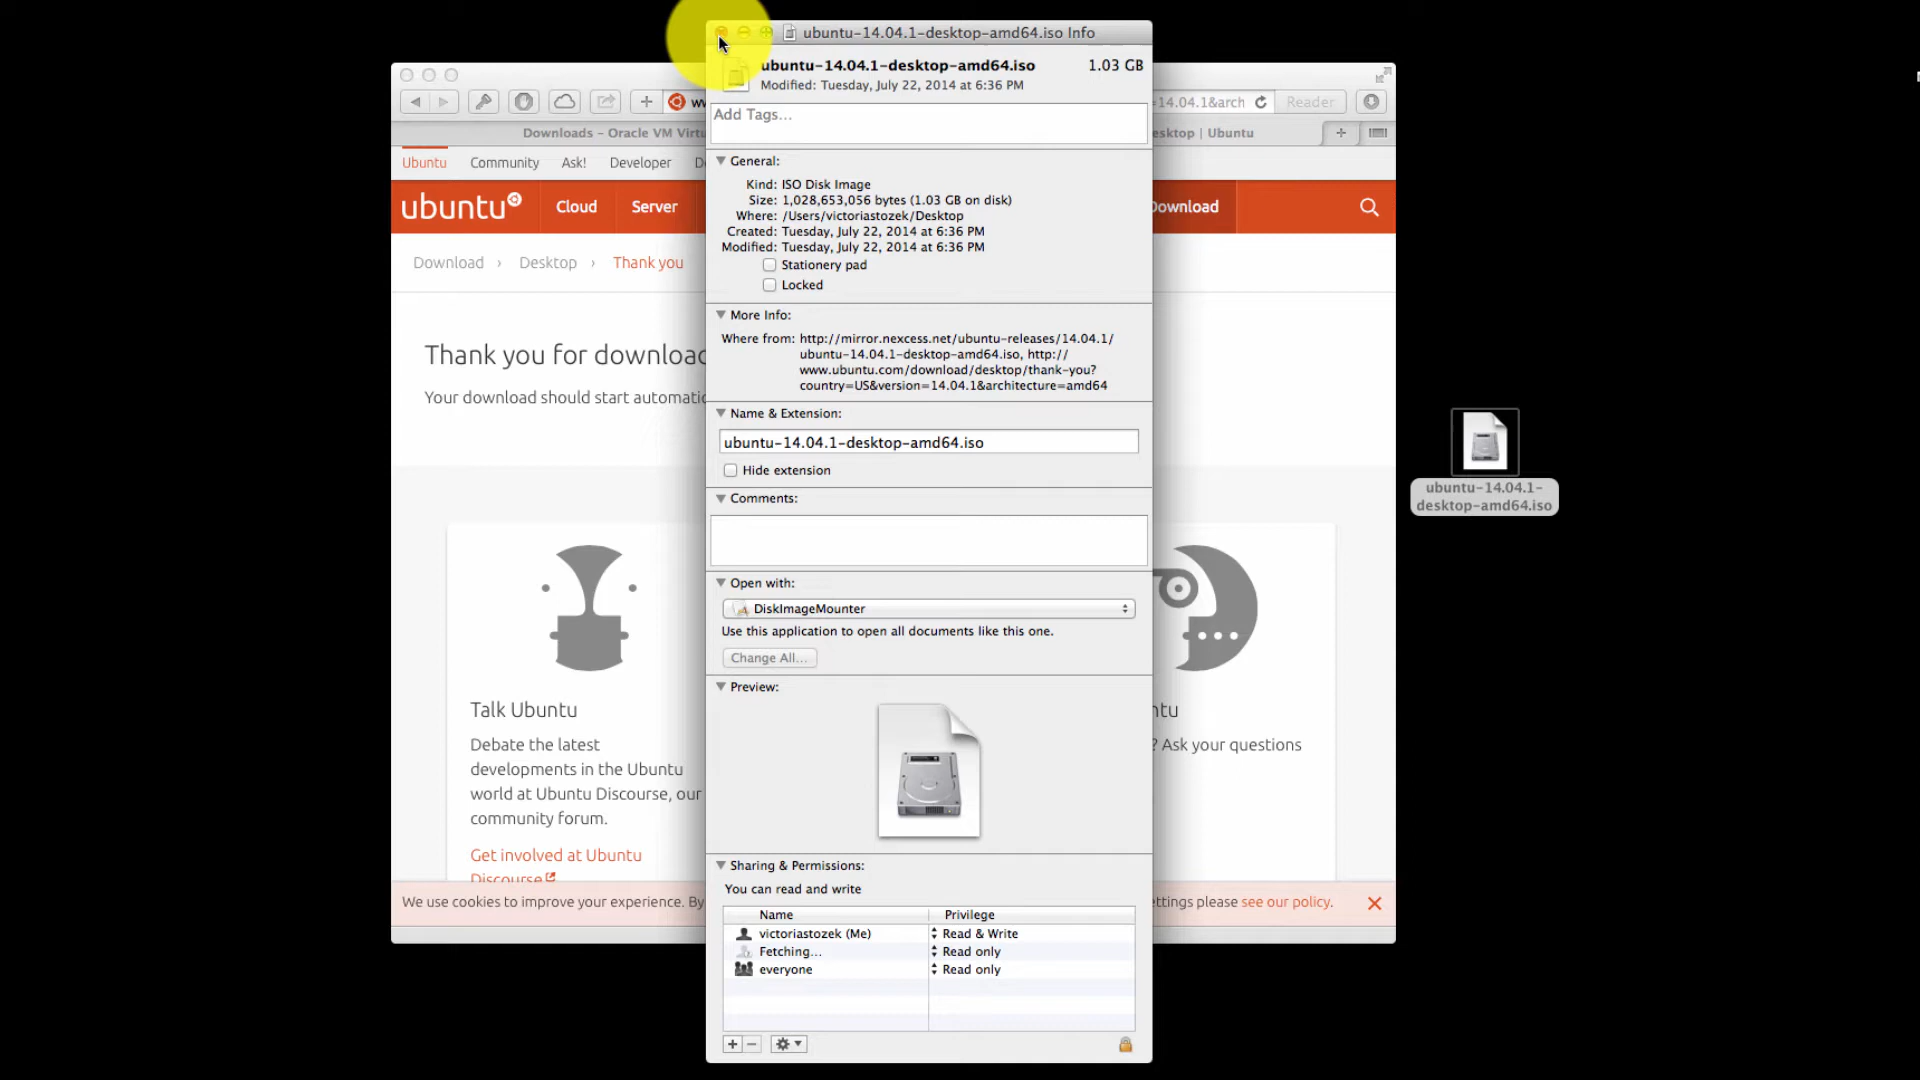 ubuntu-14.04.1-desktop-amd64.iso Info
ubuntu-14.04.1-desktop-amd64.iso 1.03 GB
Modified: Tuesday, July 22, 2014 at 6:36 PM
Add Tags...
General:
Kind: ISO Disk Image
Size: 1,028,653,056 bytes (1.03 GB on disk)
Where: /Users/victoriastozek/Desktop
Created: Tuesday, July 22, 2014 at 6:36 PM
Modified: Tuesday, July 22, 2014 at 6:36 PM
Stationery pad
Locked
More Info:
Where from: http://mirror.nexcess.net/ubuntu-releases/14.04.1/
ubuntu-14.04.1-desktop-amd64.iso, http://
www.ubuntu.com/download/desktop/thank-you?
country=US&version=14.04.1&architecture=amd64
Name & Extension:
ubuntu-14.04.1-desktop-amd64.iso
Hide extension
Comments:
Open with:
DiskImageMounter
Use this application to open all documents like this one.
Change All...
Preview:
Sharing & Permissions:
You can read and write
Name Privilege
victoriastozek (Me) Read & Write
Fetching... Read only
everyone Read only
=14.04.1&arch Reader
Downloads – Oracle VM Virtu
esktop | Ubuntu
Ubuntu Community Ask! Developer
ubuntu Cloud Server Download
Download › Desktop › Thank you
Thank you for downloa
Your download should start automati
Talk Ubuntu
Debate the latest
developments in the Ubuntu
world at Ubuntu Discourse, our
community forum.
Get involved at Ubuntu
Discourse
ntu
? Ask your questions
We use cookies to improve your experience. By
ttings please see our policy.
ubuntu-14.04.1-
desktop-amd64.iso